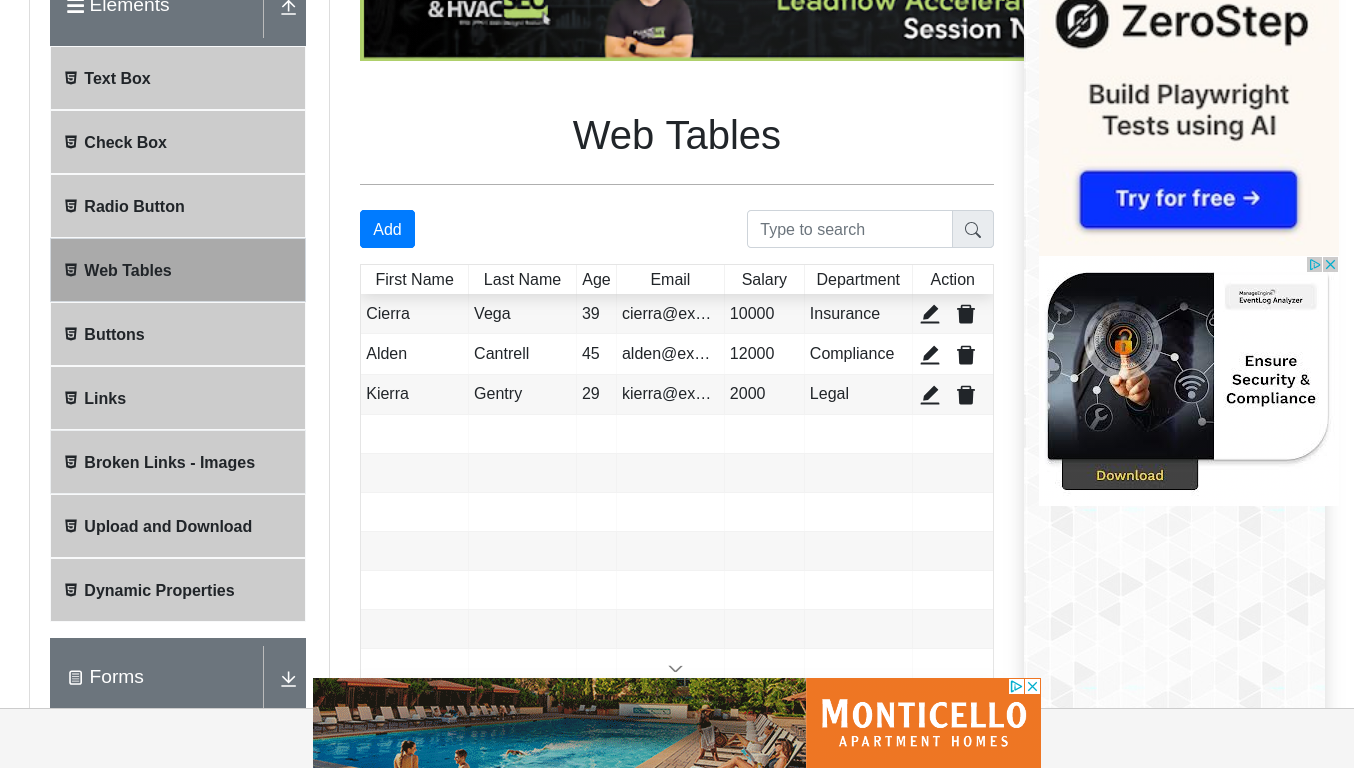 Elements
Text Box
Check Box
Radio Button
Web Tables
Buttons
Links
Broken Links - Images
Upload and Download
Dynamic Properties
Forms
& HVAC SEO
Leadflow Accelera
Session N
Web Tables
Add
Type to search
First Name Last Name Age Email Salary Department Action
Cierra Vega 39 cierra@ex… 10000 Insurance
Alden Cantrell 45 alden@ex… 12000 Compliance
Kierra Gentry 29 kierra@ex… 2000 Legal
ZeroStep
Build Playwright
Tests using AI
Try for free →
ManageEngine
EventLog Analyzer
Ensure
Security &
Compliance
Download
MONTICELLO
APARTMENT HOMES